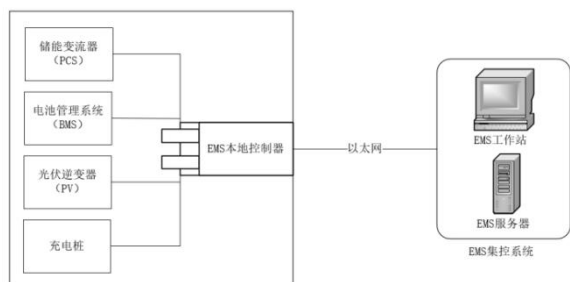 储能变流器
（PCS）
电池管理系统
（BMS）
光伏逆变器
（PV）
充电桩
EMS本地控制器
以太网
EMS工作站
EMS服务器
EMS集控系统